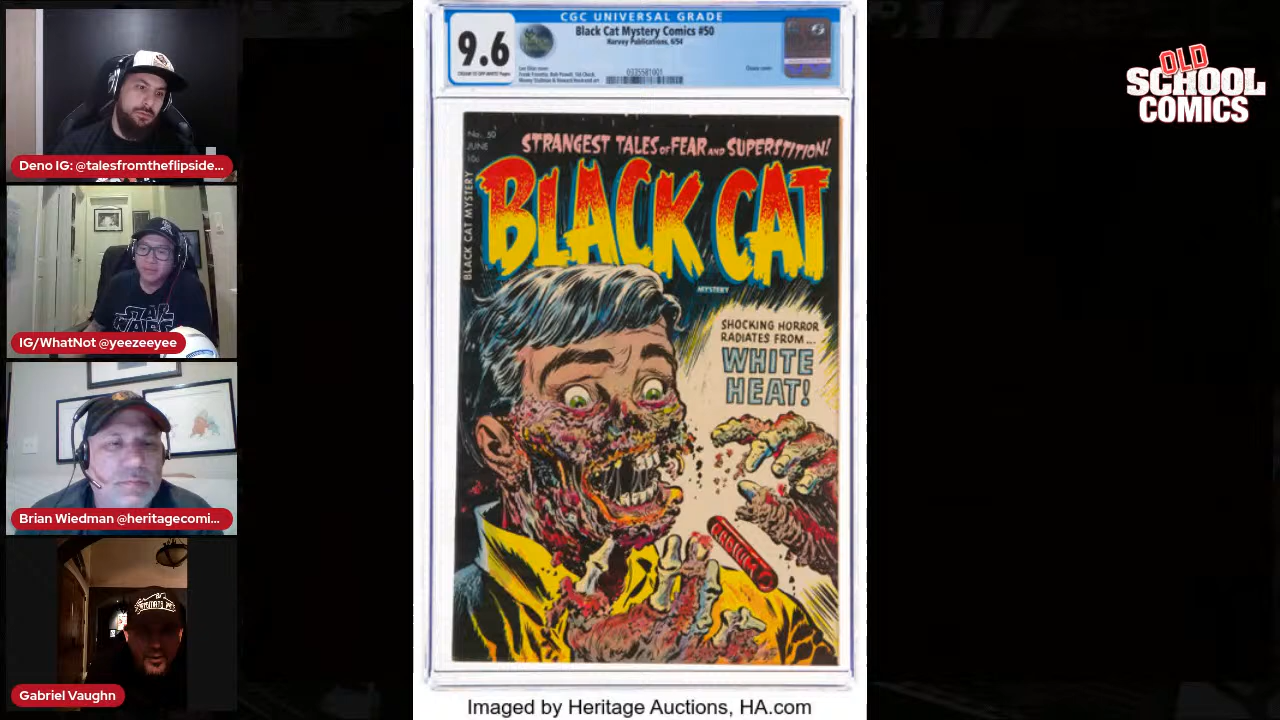 Deno IG: @talesfromtheflipside...
IG/WhatNot @yeezeeyee
Brian Wiedman @heritagecomi...
Gabriel Vaughn
CGC UNIVERSAL GRADE
9.6
Black Cat Mystery Comics #50
Harvey Publications, 6/54
0335581001
No. 50
JUNE
10¢
STRANGEST TALES OF FEAR AND SUPERSTITION!
BLACK CAT MYSTERY
BLACK CAT
MYSTERY
SHOCKING HORROR
RADIATES FROM...
WHITE
HEAT!
Imaged by Heritage Auctions, HA.com
OLD
SCHOOL
COMICS